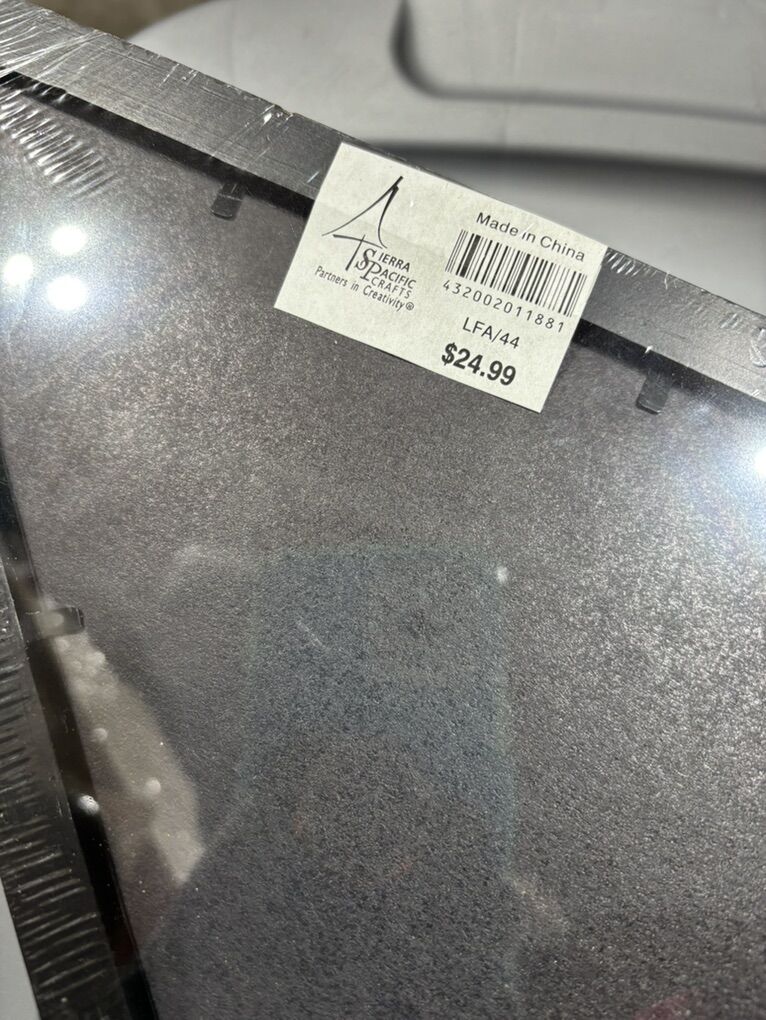 SIERRA
PACIFIC
CRAFTS
Partners in Creativity®
Made in China
432002011881
LFA/44
$24.99